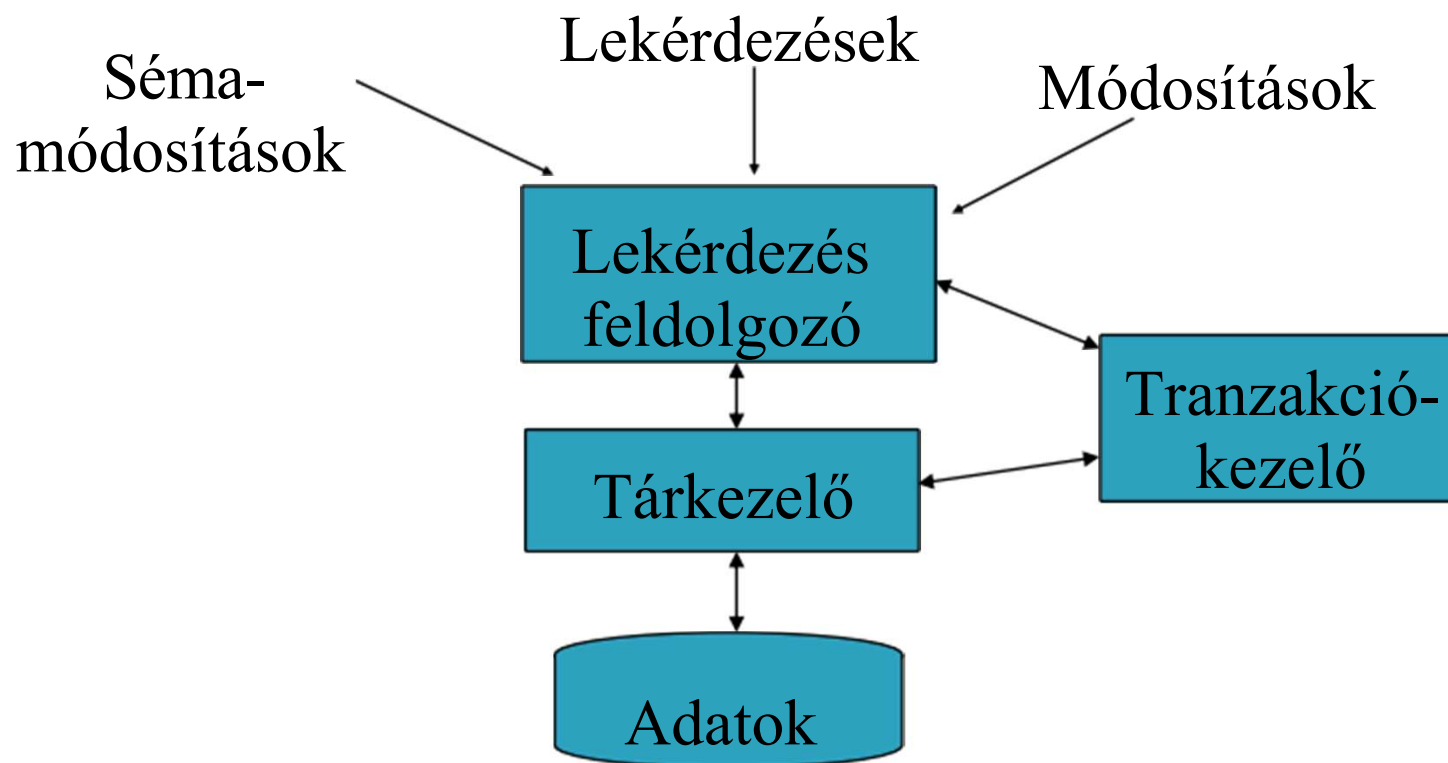 Lekérdezések
Séma-
módosítások
Módosítások
Lekérdezés
feldolgozó
Tranzakció-
kezelő
Tárkezelő
Adatok